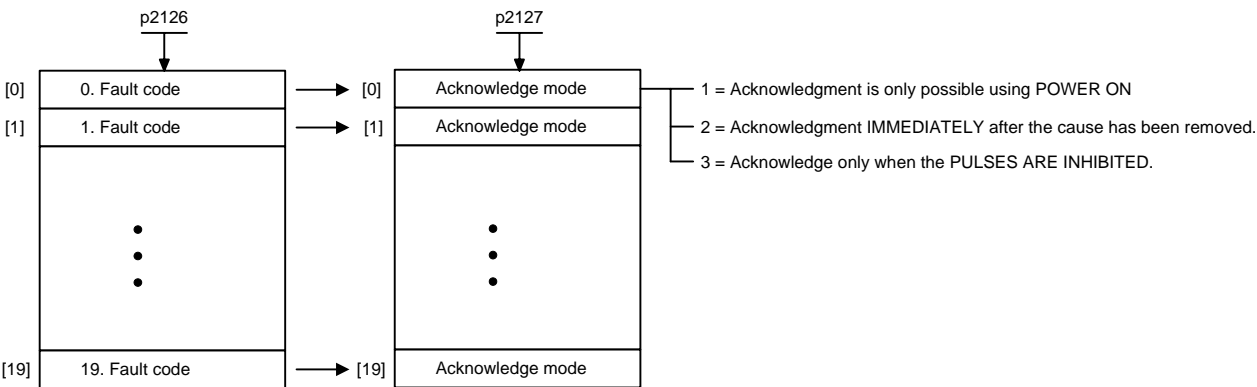 p2126
p2127
[0] 0. Fault code [0] Acknowledge mode 1 = Acknowledgment is only possible using POWER ON
[1] 1. Fault code [1] Acknowledge mode 2 = Acknowledgment IMMEDIATELY after the cause has been removed.
3 = Acknowledge only when the PULSES ARE INHIBITED.
[19] 19. Fault code [19] Acknowledge mode